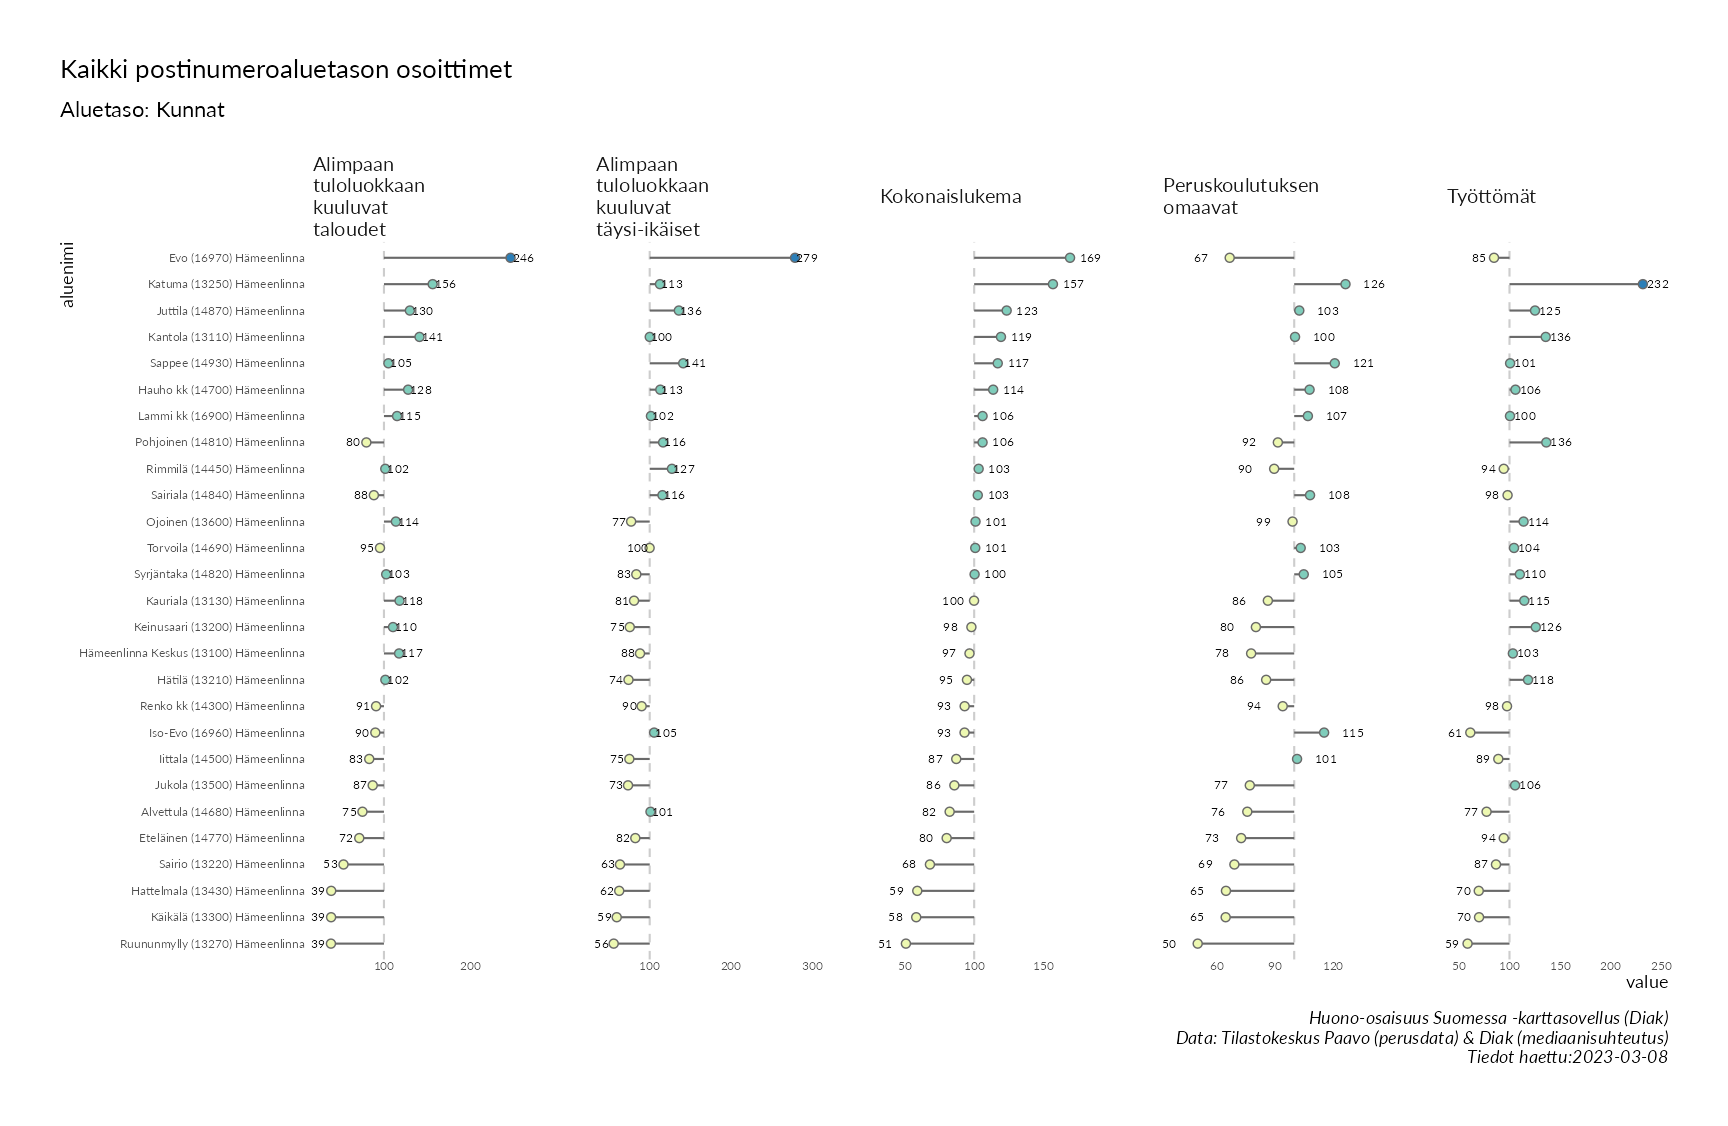 Kaikki postinumeroaluetason osoittimet
Aluetaso: Kunnat
Alimpaan
tuloluokkaan
kuuluvat
taloudet
Alimpaan
tuloluokkaan
kuuluvat
täysi-ikäiset
Kokonaislukema
Peruskoulutuksen
omaavat
Työttömät
aluenimi
Evo (16970) Hämeenlinna 246 279 169 67 85
Katuma (13250) Hämeenlinna 156 113 157 126 232
Juttila (14870) Hämeenlinna 130 136 123 103 125
Kantola (13110) Hämeenlinna 141 100 119 100 136
Sappee (14930) Hämeenlinna 105 141 117 121 101
Hauho kk (14700) Hämeenlinna 128 113 114 108 106
Lammi kk (16900) Hämeenlinna 115 102 106 107 100
Pohjoinen (14810) Hämeenlinna 80 116 106 92 136
Rimmilä (14450) Hämeenlinna 102 127 103 90 94
Sairiala (14840) Hämeenlinna 88 116 103 108 98
Ojoinen (13600) Hämeenlinna 114 77 101 99 114
Torvoila (14690) Hämeenlinna 95 100 101 103 104
Syrjäntaka (14820) Hämeenlinna 103 83 100 105 110
Kauriala (13130) Hämeenlinna 118 81 100 86 115
Keinusaari (13200) Hämeenlinna 110 75 98 80 126
Hämeenlinna Keskus (13100) Hämeenlinna 117 88 97 78 103
Hätilä (13210) Hämeenlinna 102 74 95 86 118
Renko kk (14300) Hämeenlinna 91 90 93 94 98
Iso-Evo (16960) Hämeenlinna 90 105 93 115 61
Iittala (14500) Hämeenlinna 83 75 87 101 89
Jukola (13500) Hämeenlinna 87 73 86 77 106
Alvettula (14680) Hämeenlinna 75 101 82 76 77
Eteläinen (14770) Hämeenlinna 72 82 80 73 94
Sairio (13220) Hämeenlinna 53 63 68 69 87
Hattelmala (13430) Hämeenlinna 39 62 59 65 70
Käikälä (13300) Hämeenlinna 39 59 58 65 70
Ruununmylly (13270) Hämeenlinna 39 56 51 50 59
100 200 100 200 300 50 100 150 60 90 120 50 100 150 200 250
value
Huono-osaisuus Suomessa -karttasovellus (Diak)
Data: Tilastokeskus Paavo (perusdata) & Diak (mediaanisuhteutus)
Tiedot haettu:2023-03-08